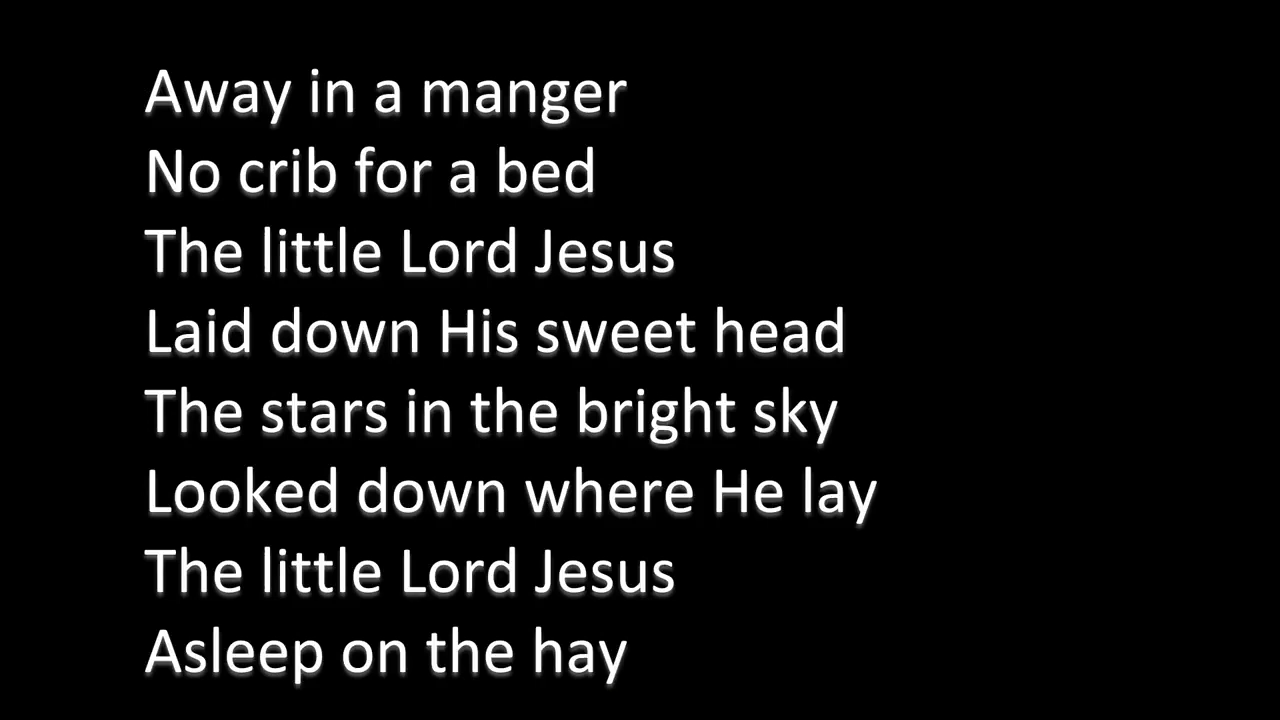 Away in a manger
No crib for a bed
The little Lord Jesus
Laid down His sweet head
The stars in the bright sky
Looked down where He lay
The little Lord Jesus
Asleep on the hay